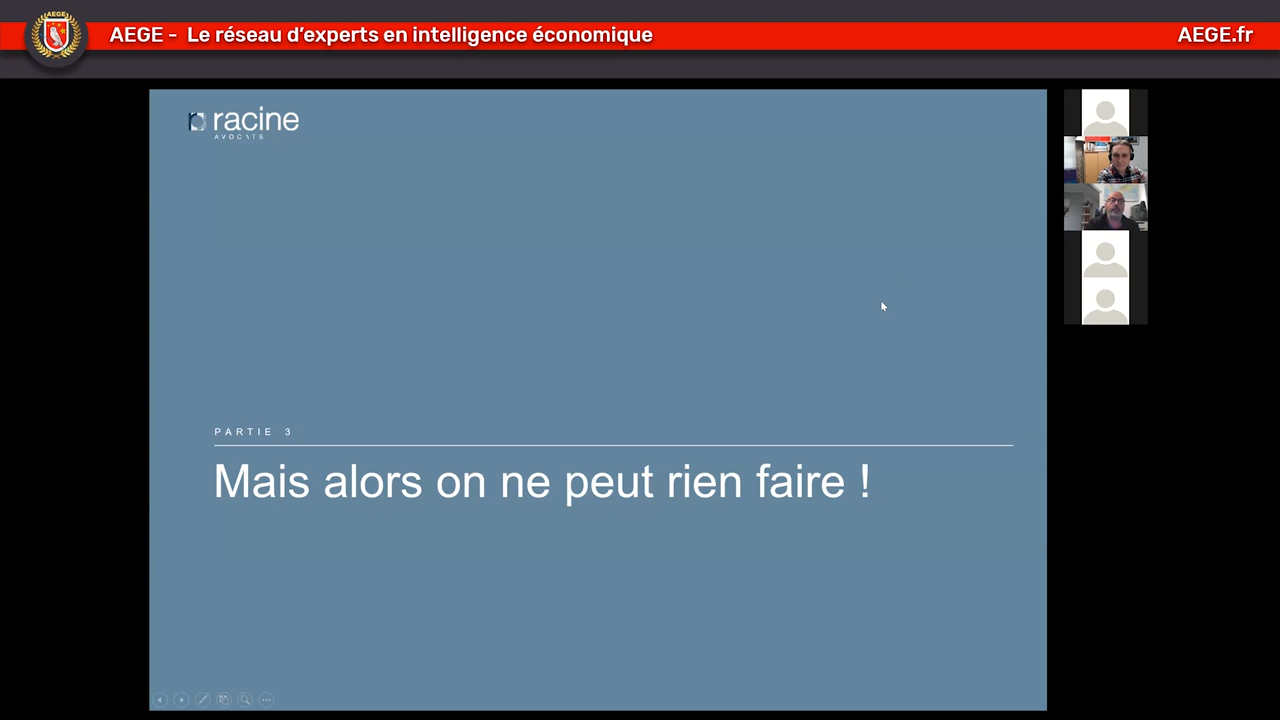 AEGE
AEGE - Le réseau d’experts en intelligence économique
AEGE.fr
racine
AVOCATS
PARTIE 3
Mais alors on ne peut rien faire !